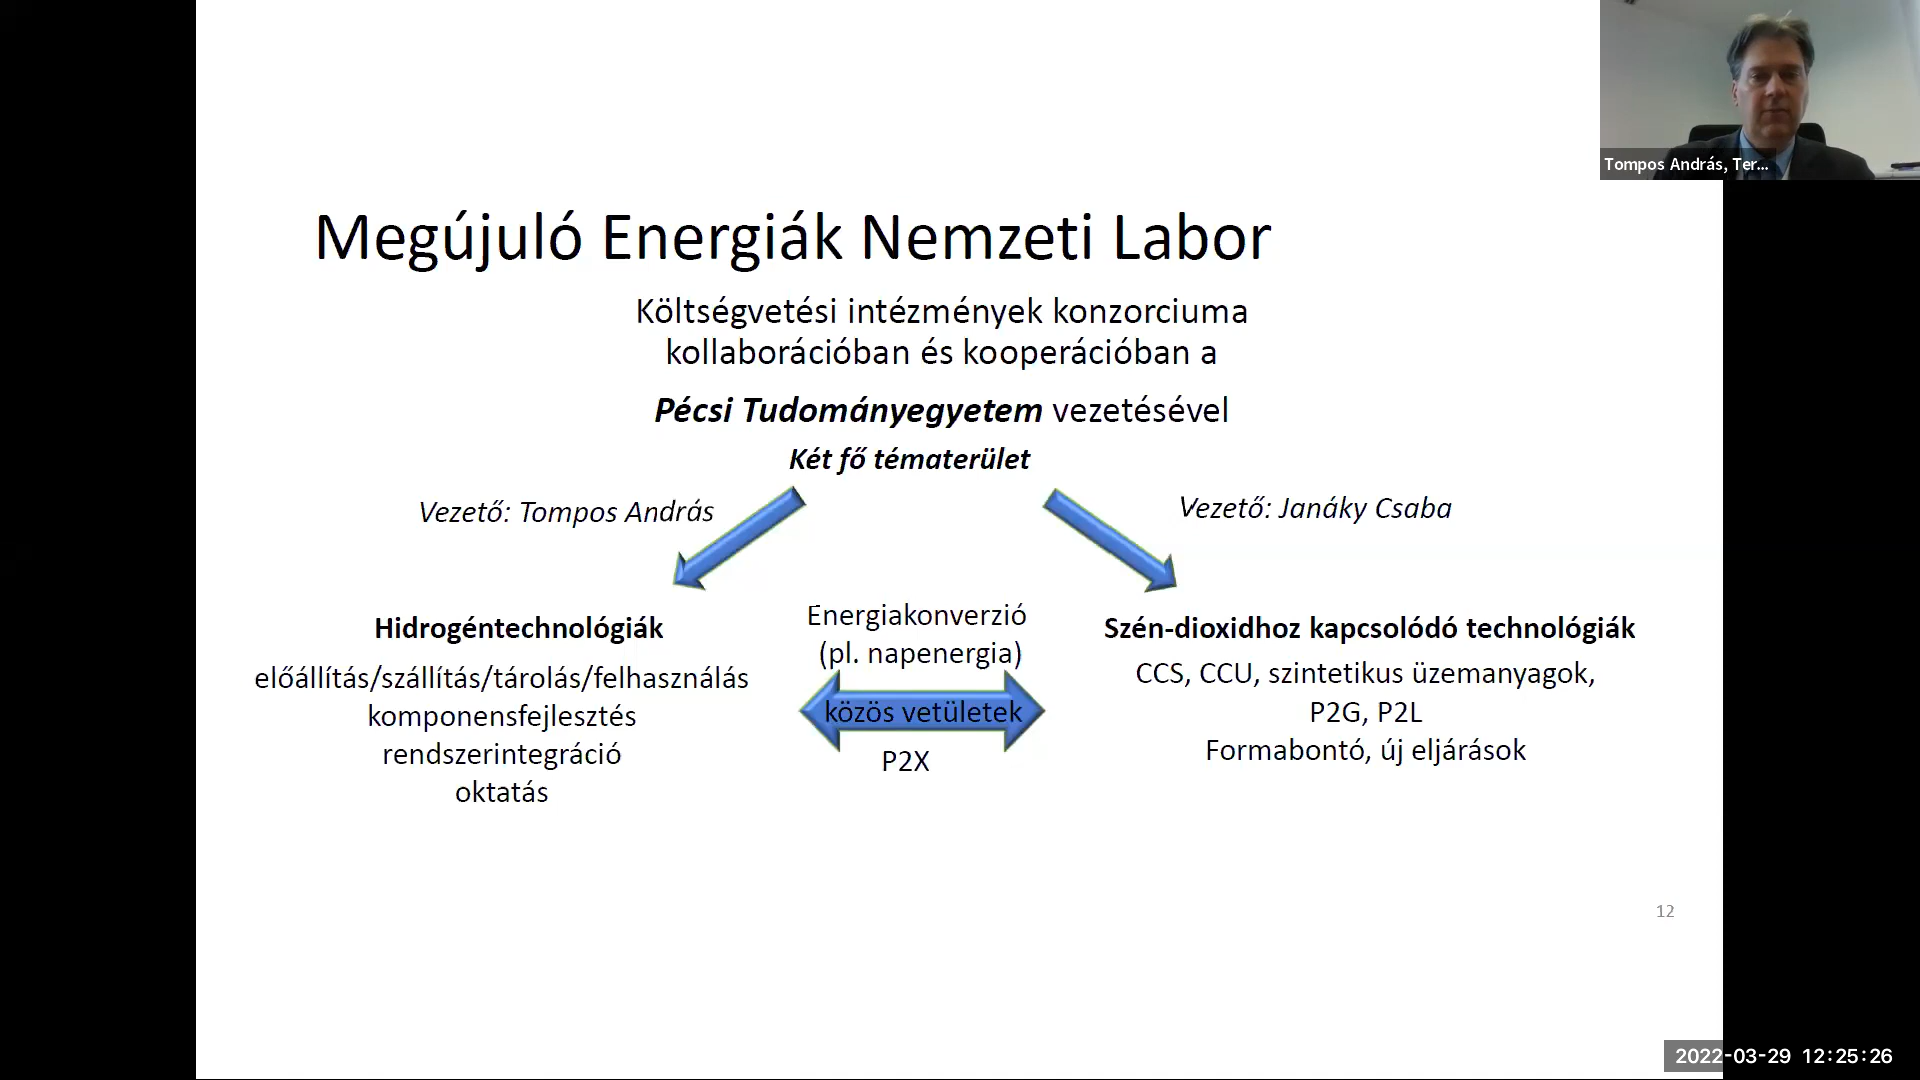 Tompos András, Ter...
Megújuló Energiák Nemzeti Labor
Költségvetési intézmények konzorciuma
kollaborációban és kooperációban a
Pécsi Tudományegyetem vezetésével
Két fő tématerület
Vezető: Tompos András
Vezető: Janáky Csaba
Hidrogéntechnológiák
előállítás/szállítás/tárolás/felhasználás
komponensfejlesztés
rendszerintegráció
oktatás
Energiakonverzió
(pl. napenergia)
közös vetületek
P2X
Szén-dioxidhoz kapcsolódó technológiák
CCS, CCU, szintetikus üzemanyagok,
P2G, P2L
Formabontó, új eljárások
12
2022-03-29 12:25:26